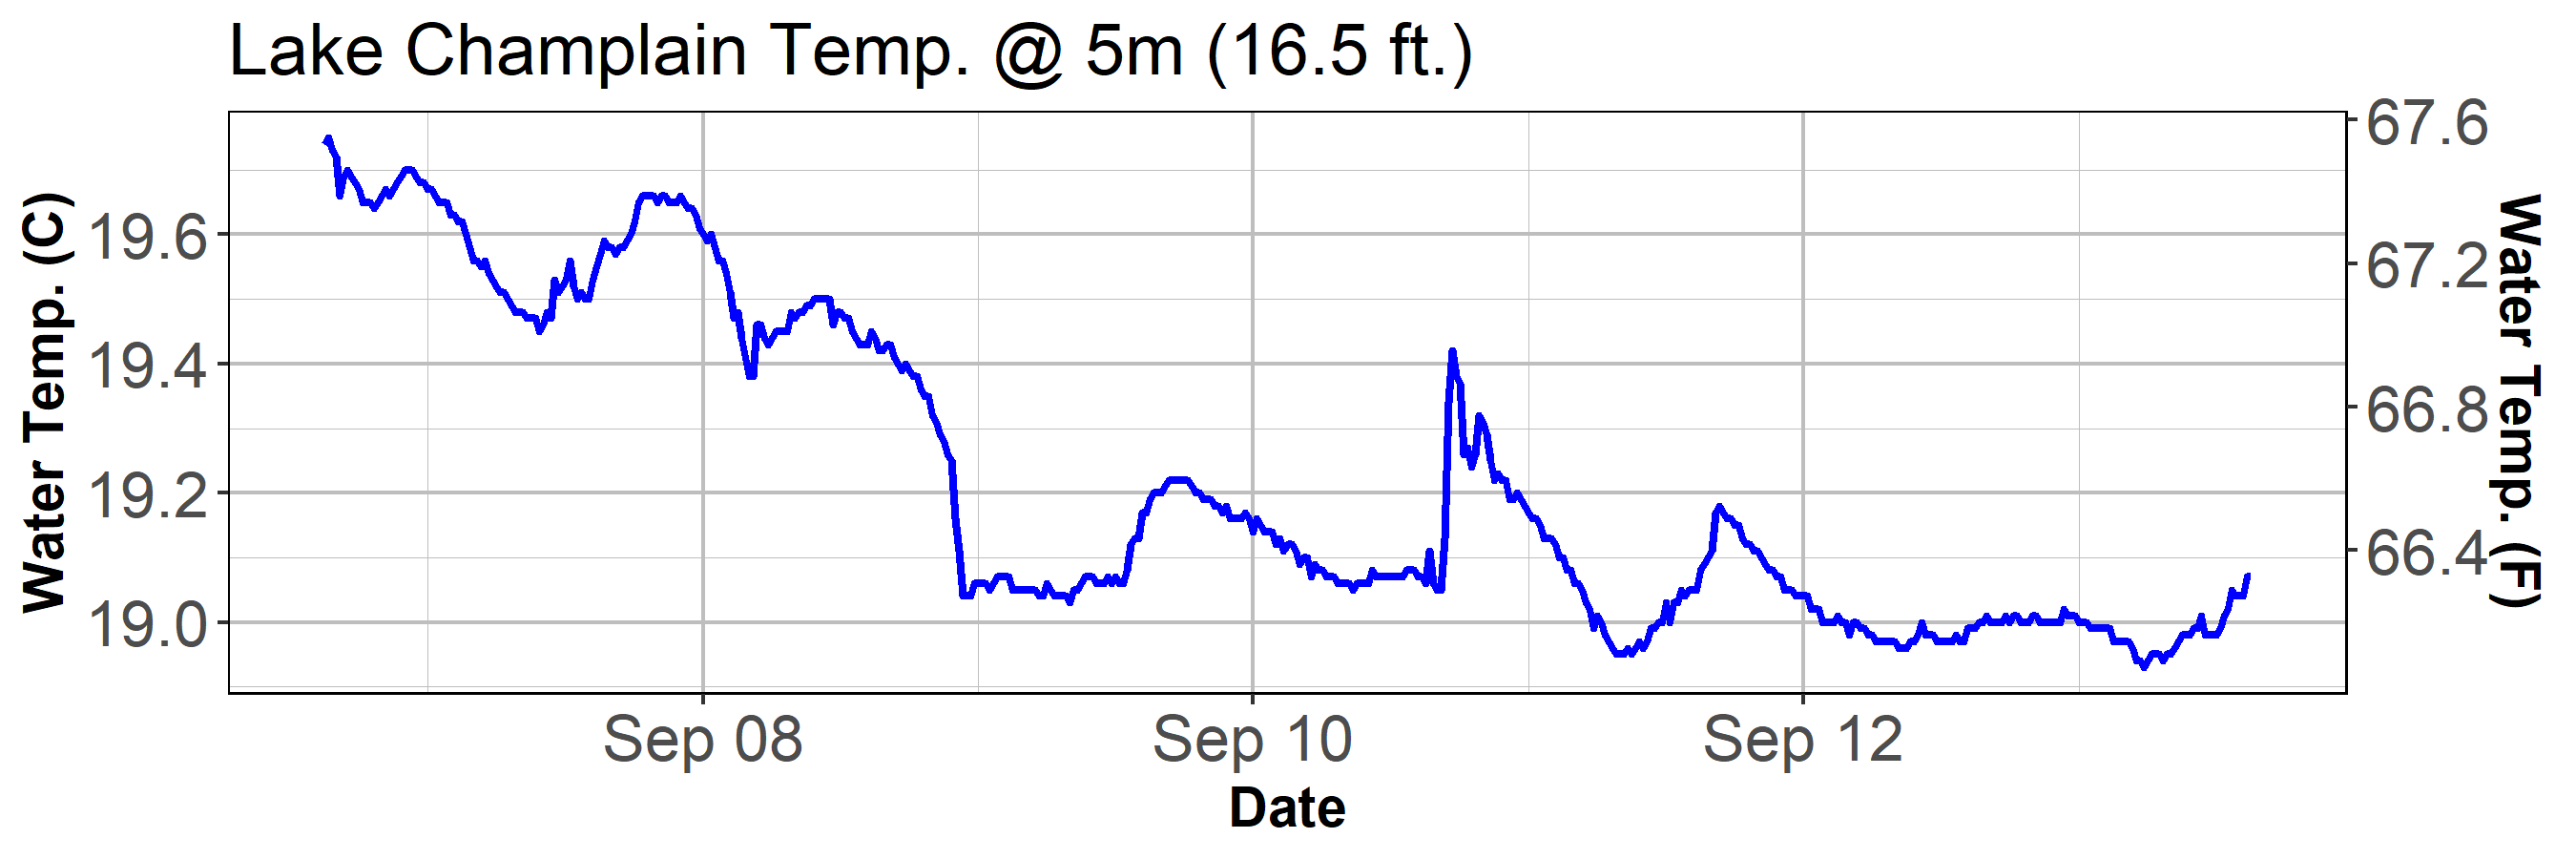 Lake Champlain Temp. @ 5m (16.5 ft.)
Water Temp. (C)
19.6
19.4
19.2
19.0
67.6
67.2
66.8
66.4
Water Temp. (F)
Sep 08
Sep 10
Sep 12
Date